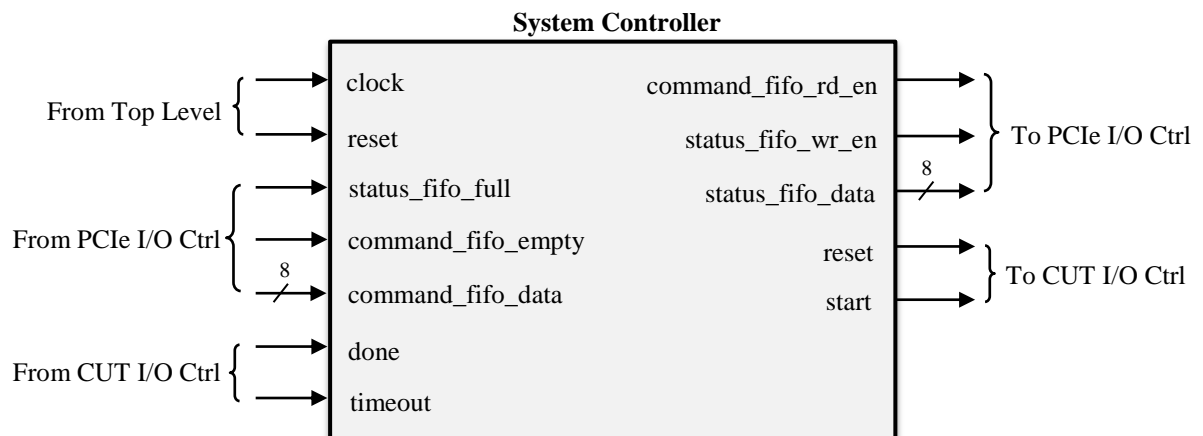 System Controller
From Top Level
clock
reset
From PCIe I/O Ctrl
status_fifo_full
command_fifo_empty
8
command_fifo_data
From CUT I/O Ctrl
done
timeout
command_fifo_rd_en
status_fifo_wr_en
8
status_fifo_data
To PCIe I/O Ctrl
reset
start
To CUT I/O Ctrl